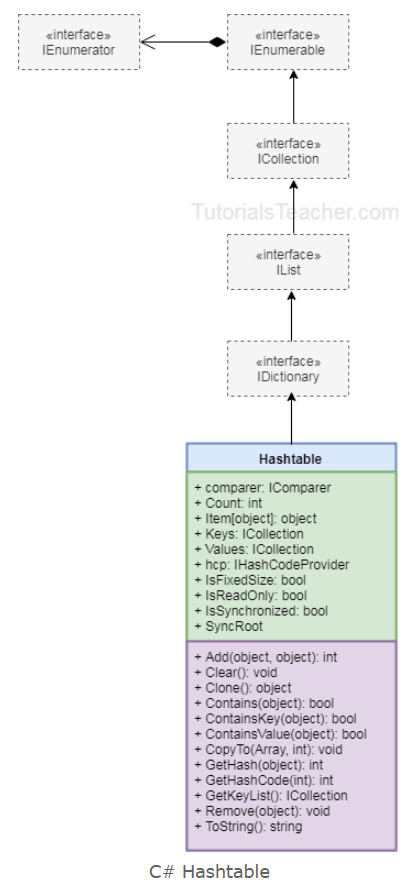 «interface»
IEnumerator
«interface»
IEnumerable
«interface»
ICollection
TutorialsTeacher.com
«interface»
IList
«interface»
IDictionary
Hashtable
+ comparer: IComparer
+ Count: int
+ Item[object]: object
+ Keys: ICollection
+ Values: ICollection
+ hcp: IHashCodeProvider
+ IsFixedSize: bool
+ IsReadOnly: bool
+ IsSynchronized: bool
+ SyncRoot
+ Add(object, object): int
+ Clear(): void
+ Clone(): object
+ Contains(object): bool
+ ContainsKey(object): bool
+ ContainsValue(object): bool
+ CopyTo(Array, int): void
+ GetHash(object): int
+ GetHashCode(int): int
+ GetKeyList(): ICollection
+ Remove(object): void
+ ToString(): string
C# Hashtable